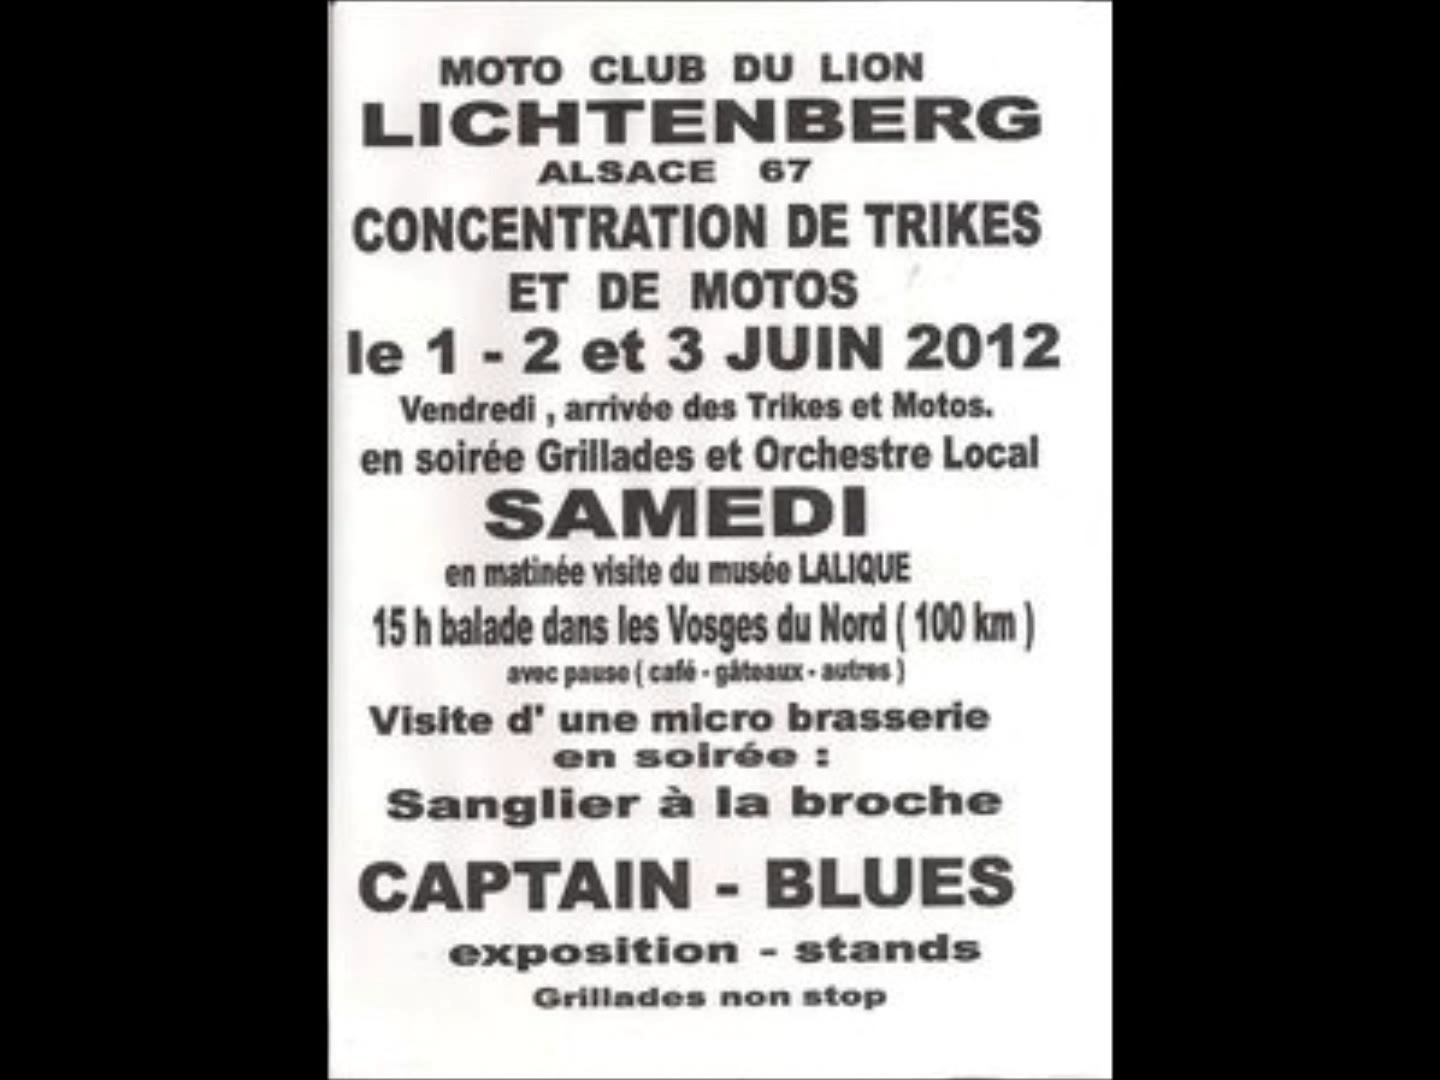 MOTO CLUB DU LION
LICHTENBERG
ALSACE 67
CONCENTRATION DE TRIKES
ET DE MOTOS
le 1 - 2 et 3 JUIN 2012
Vendredi , arrivée des Trikes et Motos.
en soirée Grillades et Orchestre Local
SAMEDI
en matinée visite du musée LALIQUE
15 h balade dans les Vosges du Nord ( 100 km )
avec pause ( café - gâteaux - autres )
Visite d' une micro brasserie
en soirée :
Sanglier à la broche
CAPTAIN - BLUES
exposition - stands
Grillades non stop